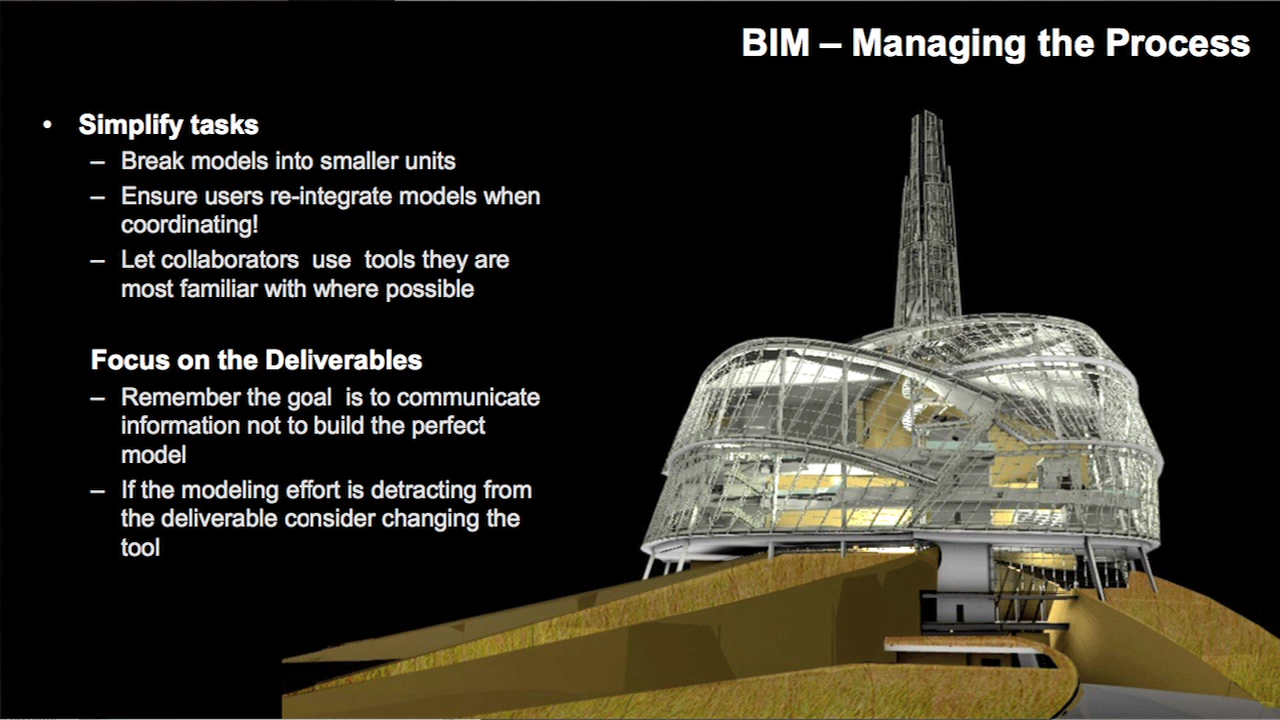 BIM – Managing the Process
• Simplify tasks
– Break models into smaller units
– Ensure users re-integrate models when
coordinating!
– Let collaborators  use  tools they are
most familiar with where possible
Focus on the Deliverables
– Remember the goal  is to communicate
information not to build the perfect
model
– If the modeling effort is detracting from
the deliverable consider changing the
tool